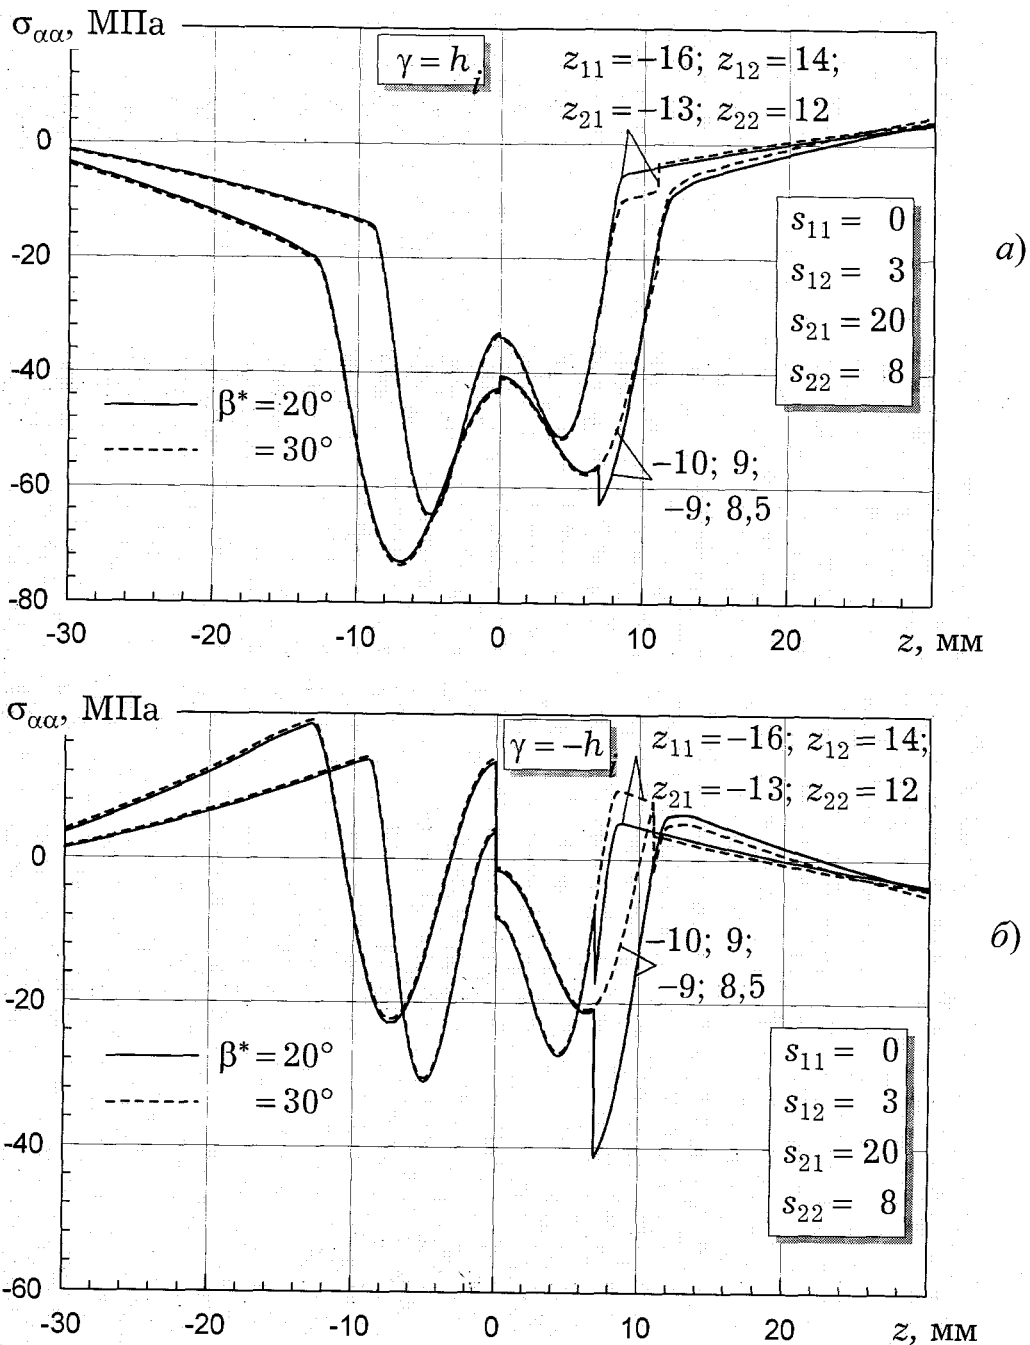 σαα, МПа
γ = hi
z11 = −16; z12 = 14;
z21 = −13; z22 = 12
0
s11 = 0
s12 = 3
s21 = 20
s22 = 8
а)
-20
-40
β* = 20°
= 30°
−10; 9;
−9; 8,5
-60
-80
-30 -20 -10 0 10 20 z, мм
σαα, МПа
γ = −h
z11 = −16; z12 = 14;
z21 = −13; z22 = 12
0
−10; 9;
−9; 8,5
б)
-20
β* = 20°
= 30°
s11 = 0
s12 = 3
s21 = 20
s22 = 8
-40
-60
-30 -20 -10 0 10 20 z, мм